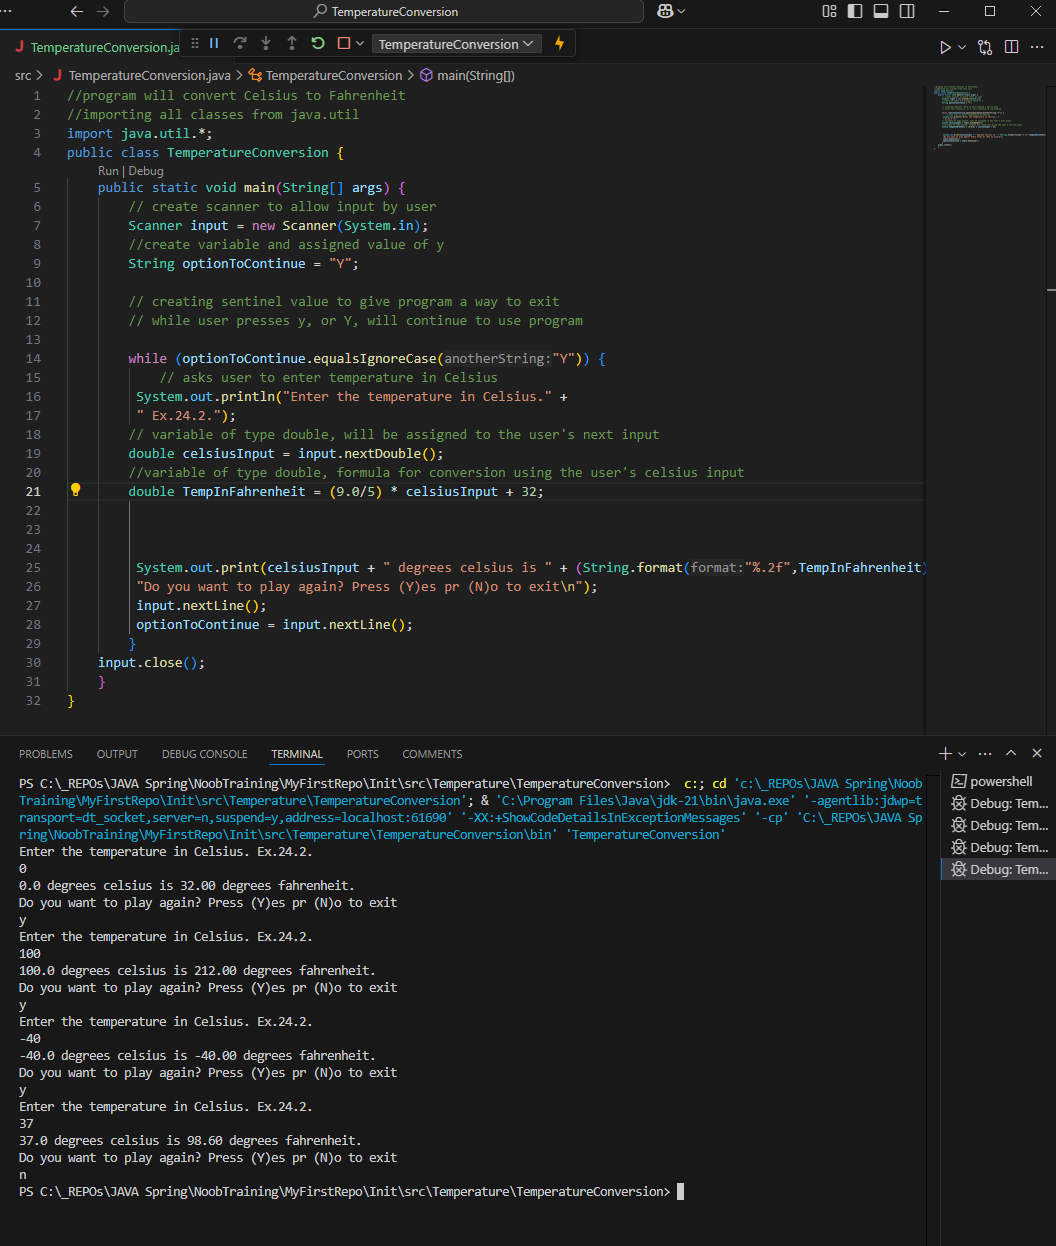 TemperatureConversion
TemperatureConversion.ja
TemperatureConversion
src > J TemperatureConversion.java > TemperatureConversion > main(String[])
1 //program will convert Celsius to Fahrenheit
2 //importing all classes from java.util
3 import java.util.*;
4 public class TemperatureConversion {
Run | Debug
5 public static void main(String[] args) {
6 // create scanner to allow input by user
7 Scanner input = new Scanner(System.in);
8 //create variable and assigned value of y
9 String optionToContinue = "Y";
10
11 // creating sentinel value to give program a way to exit
12 // while user presses y, or Y, will continue to use program
13
14 while (optionToContinue.equalsIgnoreCase(anotherString:"Y")) {
15 // asks user to enter temperature in Celsius
16 System.out.println("Enter the temperature in Celsius." +
17 " Ex.24.2.");
18 // variable of type double, will be assigned to the user's next input
19 double celsiusInput = input.nextDouble();
20 //variable of type double, formula for conversion using the user's celsius input
21 double TempInFahrenheit = (9.0/5) * celsiusInput + 32;
22
23
24
25 System.out.print(celsiusInput + " degrees celsius is " + (String.format(format:"%.2f",TempInFahrenheit)
26 "Do you want to play again? Press (Y)es pr (N)o to exit\n");
27 input.nextLine();
28 optionToContinue = input.nextLine();
29 }
30 input.close();
31 }
32 }
PROBLEMS OUTPUT DEBUG CONSOLE TERMINAL PORTS COMMENTS
PS C:\_REPOs\JAVA Spring\NoobTraining\MyFirstRepo\Init\src\Temperature\TemperatureConversion> c:; cd 'c:\_REPOs\JAVA Spring\Noob
Training\MyFirstRepo\Init\src\Temperature\TemperatureConversion'; & 'C:\Program Files\Java\jdk-21\bin\java.exe' '-agentlib:jdwp=t
ransport=dt_socket,server=n,suspend=y,address=localhost:61690' '-XX:+ShowCodeDetailsInExceptionMessages' '-cp' 'C:\_REPOs\JAVA Sp
ring\NoobTraining\MyFirstRepo\Init\src\Temperature\TemperatureConversion\bin' 'TemperatureConversion'
Enter the temperature in Celsius. Ex.24.2.
0
0.0 degrees celsius is 32.00 degrees fahrenheit.
Do you want to play again? Press (Y)es pr (N)o to exit
y
Enter the temperature in Celsius. Ex.24.2.
100
100.0 degrees celsius is 212.00 degrees fahrenheit.
Do you want to play again? Press (Y)es pr (N)o to exit
y
Enter the temperature in Celsius. Ex.24.2.
-40
-40.0 degrees celsius is -40.00 degrees fahrenheit.
Do you want to play again? Press (Y)es pr (N)o to exit
y
Enter the temperature in Celsius. Ex.24.2.
37
37.0 degrees celsius is 98.60 degrees fahrenheit.
Do you want to play again? Press (Y)es pr (N)o to exit
n
PS C:\_REPOs\JAVA Spring\NoobTraining\MyFirstRepo\Init\src\Temperature\TemperatureConversion>
powershell
Debug: Tem...
Debug: Tem...
Debug: Tem...
Debug: Tem...